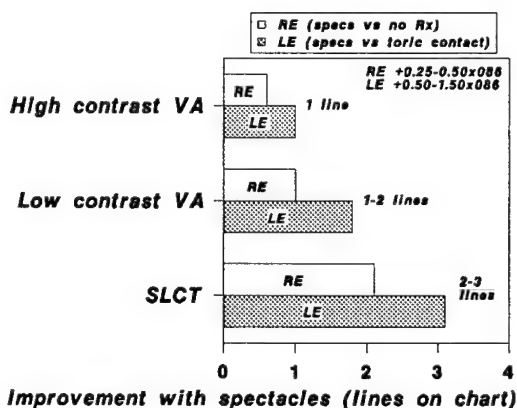 RE (specs vs no Rx)
LE (specs vs toric contact)
RE +0.25-0.50x086
LE +0.50-1.50x086
High contrast VA
RE
LE
1 line
Low contrast VA
RE
LE
1-2 lines
SLCT
RE
LE
2-3
lines
0 1 2 3 4
Improvement with spectacles (lines on chart)